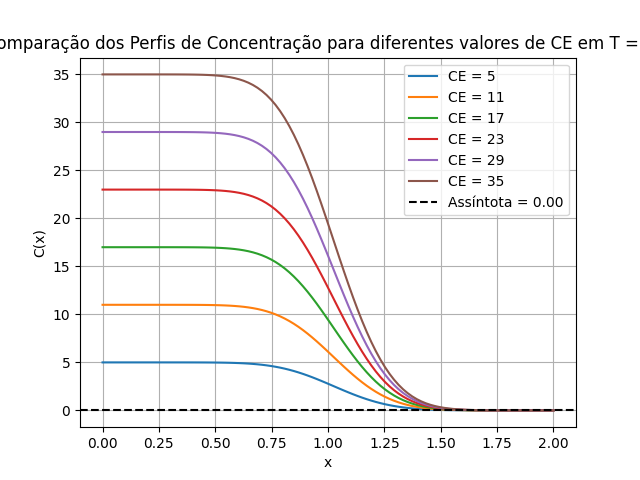 omparação dos Perfis de Concentração para diferentes valores de CE em T =
35
30
25
20
15
10
5
0
C(x)
CE = 5
CE = 11
CE = 17
CE = 23
CE = 29
CE = 35
Assíntota = 0.00
0.00 0.25 0.50 0.75 1.00 1.25 1.50 1.75 2.00
x